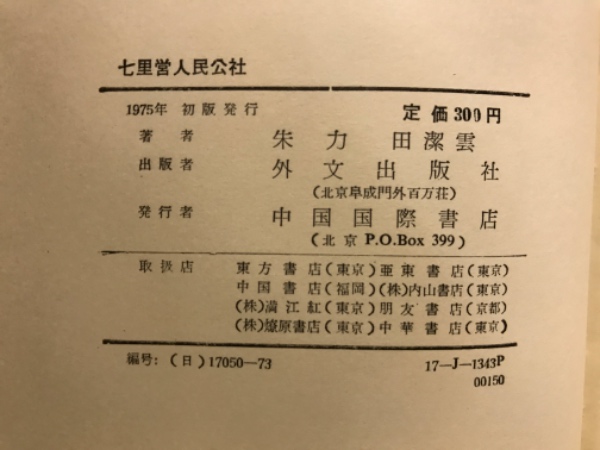 七里営人民公社
1975年 初版発行 定価300円
著者 朱力 田潔雲
出版者 外文出版社
(北京阜成門外百万荘)
発行者 中国国際書店
(北京 P.O.Box 399)
取扱店 東方書店(東京) 亜東書店(東京)
中国書店(福岡) (株)内山書店(東京)
(株)満江紅(東京) 朋友書店(京都)
(株)燎原書店(東京) 中華書店(東京)
編号: (日)17050—73 17—J—1343P
00150